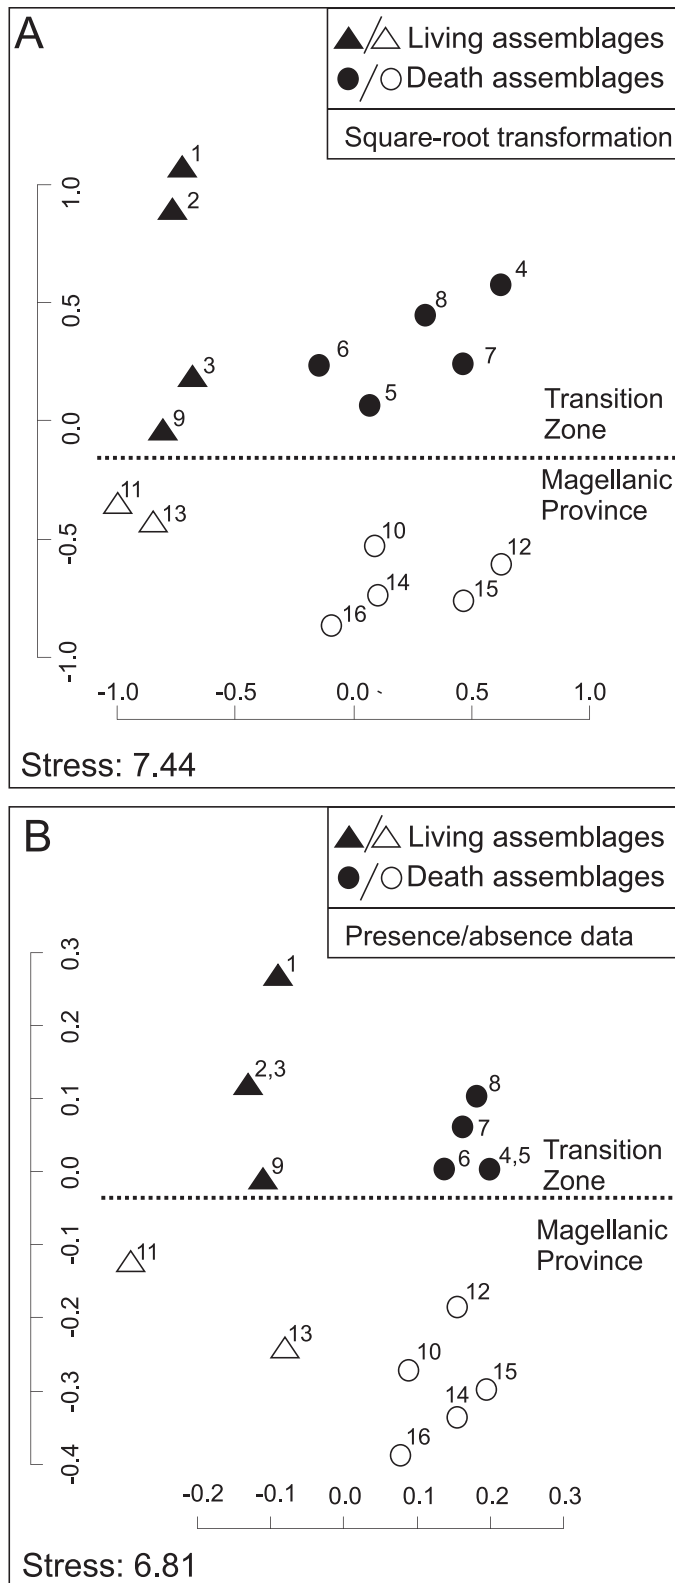 A
Living assemblages
Death assemblages
Square-root transformation
1
2
3
9
4
8
7
6
5
Transition
Zone
Magellanic
Province
11
13
10
12
14
15
16
1.0
0.5
0.0
-0.5
-1.0
-1.0 -0.5 0.0 0.5 1.0
Stress: 7.44
B
Living assemblages
Death assemblages
Presence/absence data
1
2,3
9
8
7
6
4,5
Transition
Zone
Magellanic
Province
11
13
12
10
15
14
16
0.3
0.2
0.1
0.0
-0.1
-0.2
-0.3
-0.4
-0.2 -0.1 0.0 0.1 0.2 0.3
Stress: 6.81